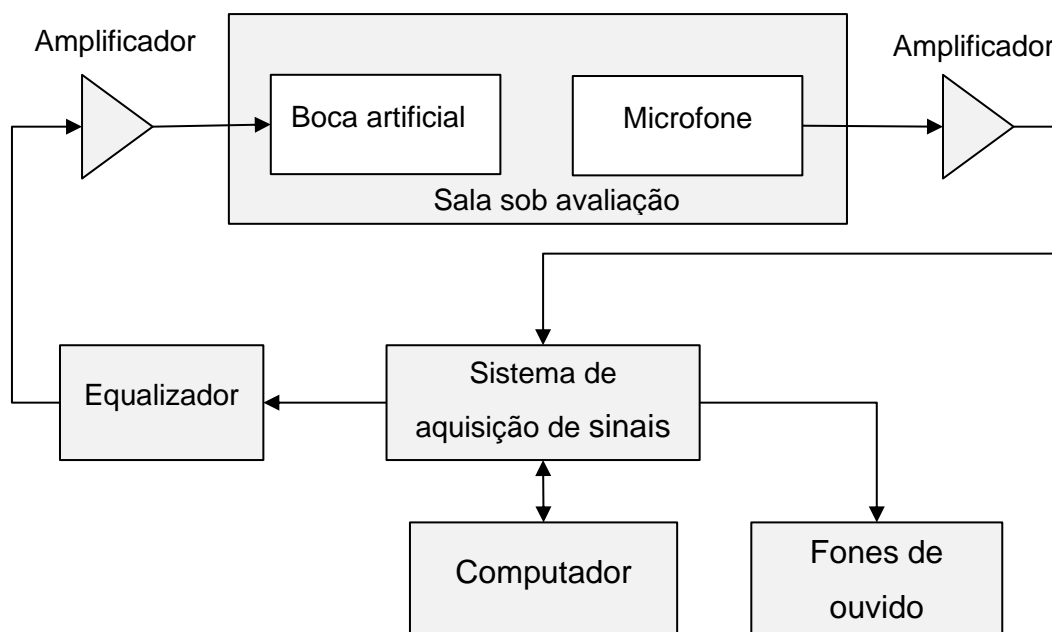 Amplificador
Amplificador
Boca artificial
Microfone
Sala sob avaliação
Equalizador
Sistema de
aquisição de sinais
Computador
Fones de
ouvido